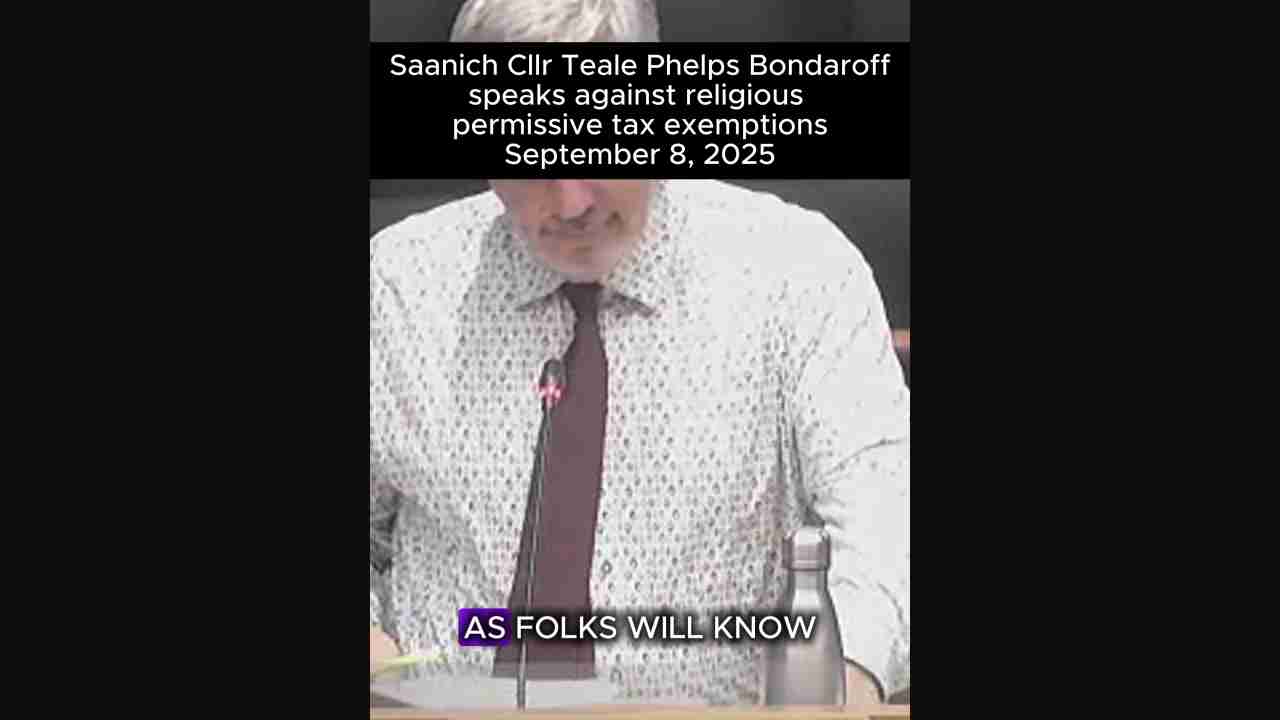 Saanich Cllr Teale Phelps Bondaroff
speaks against religious
permissive tax exemptions
September 8, 2025
AS FOLKS WILL KNOW